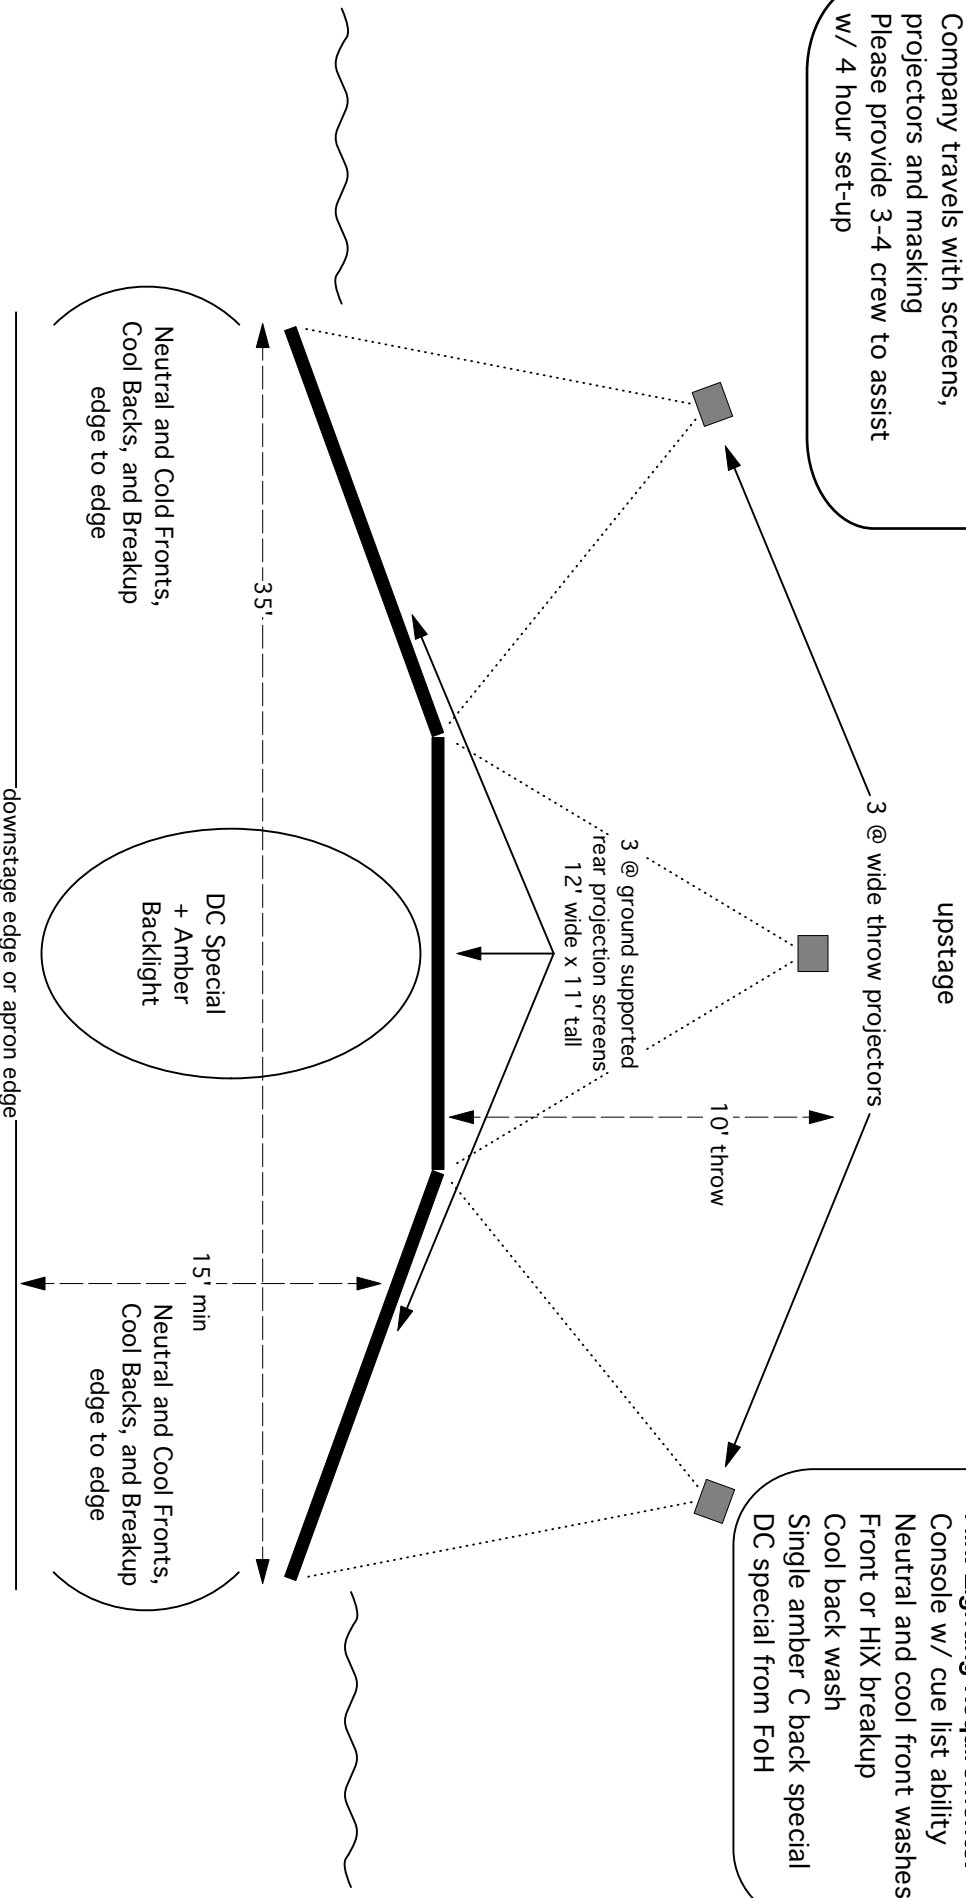 Company travels with screens,
projectors and masking
Please provide 3-4 crew to assist
w/ 4 hour set-up
upstage
Console w/ cue list ability
Neutral and cool front washes
Front or HiX breakup
Cool back wash
Single amber C back special
DC special from FoH
3 @ wide throw projectors
10' throw
3 @ ground supported
rear projection screens
12' wide x 11' tall
35'
15' min
Neutral and Cold Fronts,
Cool Backs, and Breakup
edge to edge
DC Special
+ Amber
Backlight
Neutral and Cool Fronts,
Cool Backs, and Breakup
edge to edge
downstage edge or apron edge